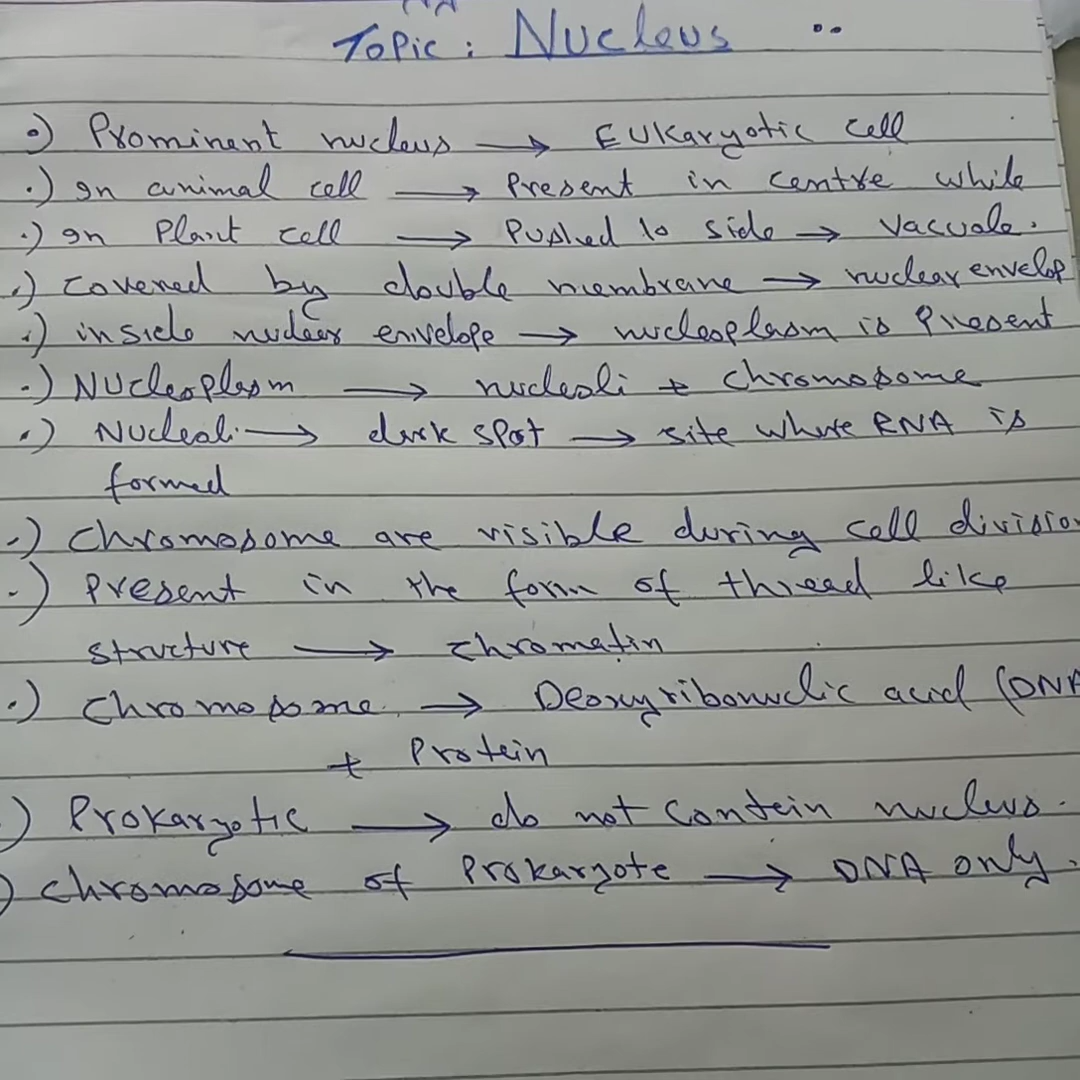 Topic : Nucleus
•) Prominent nucleus → EUkaryotic cell
•) In animal cell → Present in centre while
•) In Plant cell → Pushed to side → Vacuole.
•) covered by double membrane → nuclear envelop
•) inside nuclear envelope → nucleoplasm is Present
•) NUcleoplasm → nucleoli + chromosome
•) Nucleoli → dark spot → site where RNA is
formed
•) Chromosome are visible during cell division
•) Present in the form of thread like
structure → chromatin
•) Chromosome → Deoxyribonuclic acid (DNA
+ Protein
) Prokaryotic → do not contein nucleus.
) chromosome of Prokaryote → DNA only.